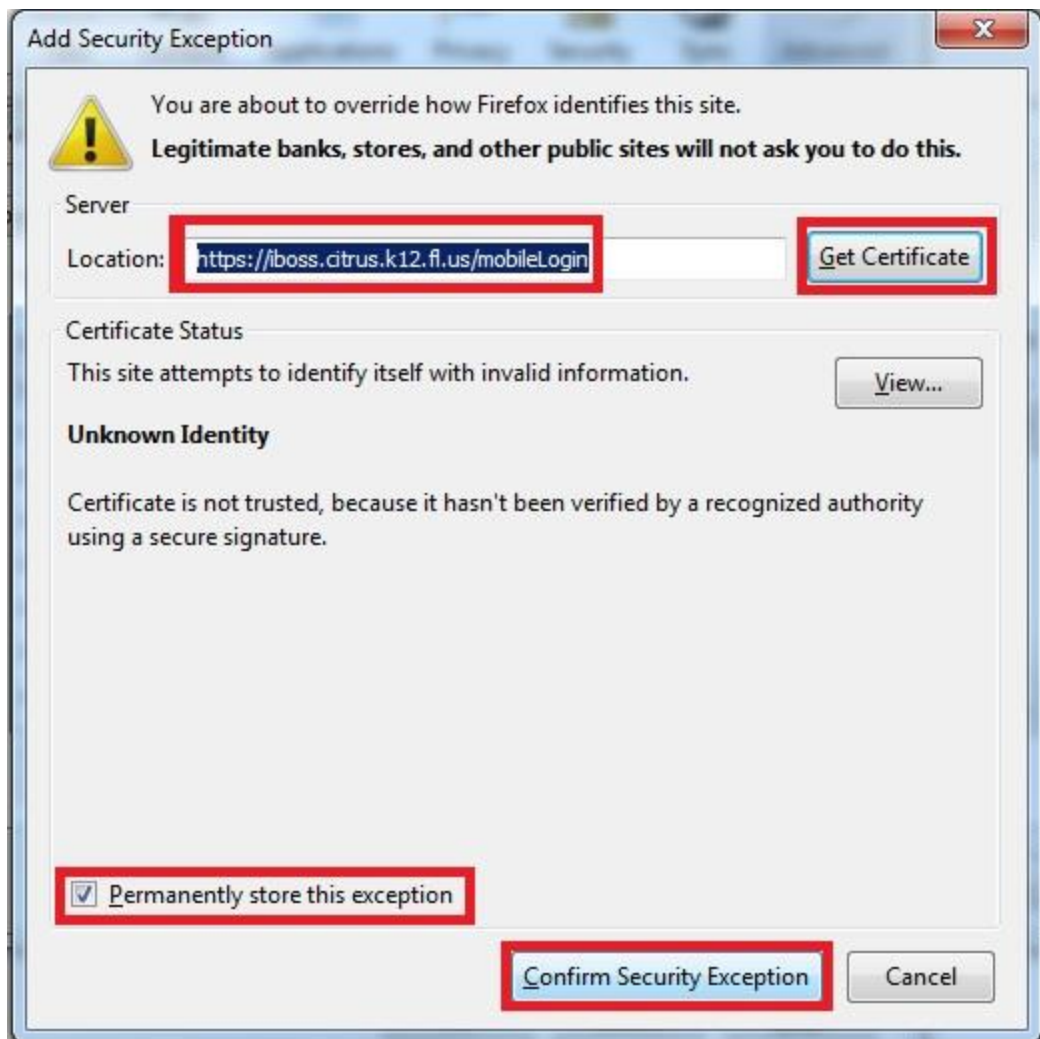 Add Security Exception
You are about to override how Firefox identifies this site.
Legitimate banks, stores, and other public sites will not ask you to do this.
Server
Location: https://iboss.citrus.k12.fl.us/mobileLogin Get Certificate
Certificate Status
This site attempts to identify itself with invalid information. View...
Unknown Identity
Certificate is not trusted, because it hasn't been verified by a recognized authority
using a secure signature.
Permanently store this exception
Confirm Security Exception Cancel